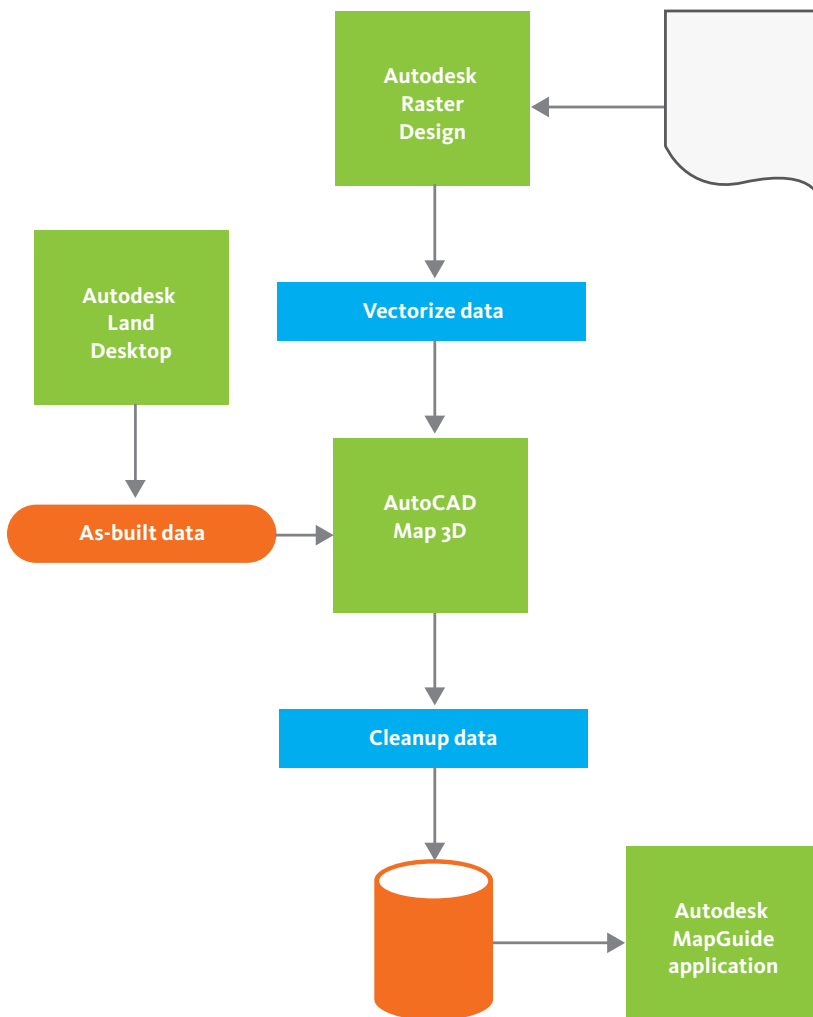 Autodesk
Raster
Design
Autodesk
Land
Desktop
Vectorize data
As-built data
AutoCAD
Map 3D
Cleanup data
Autodesk
MapGuide
application